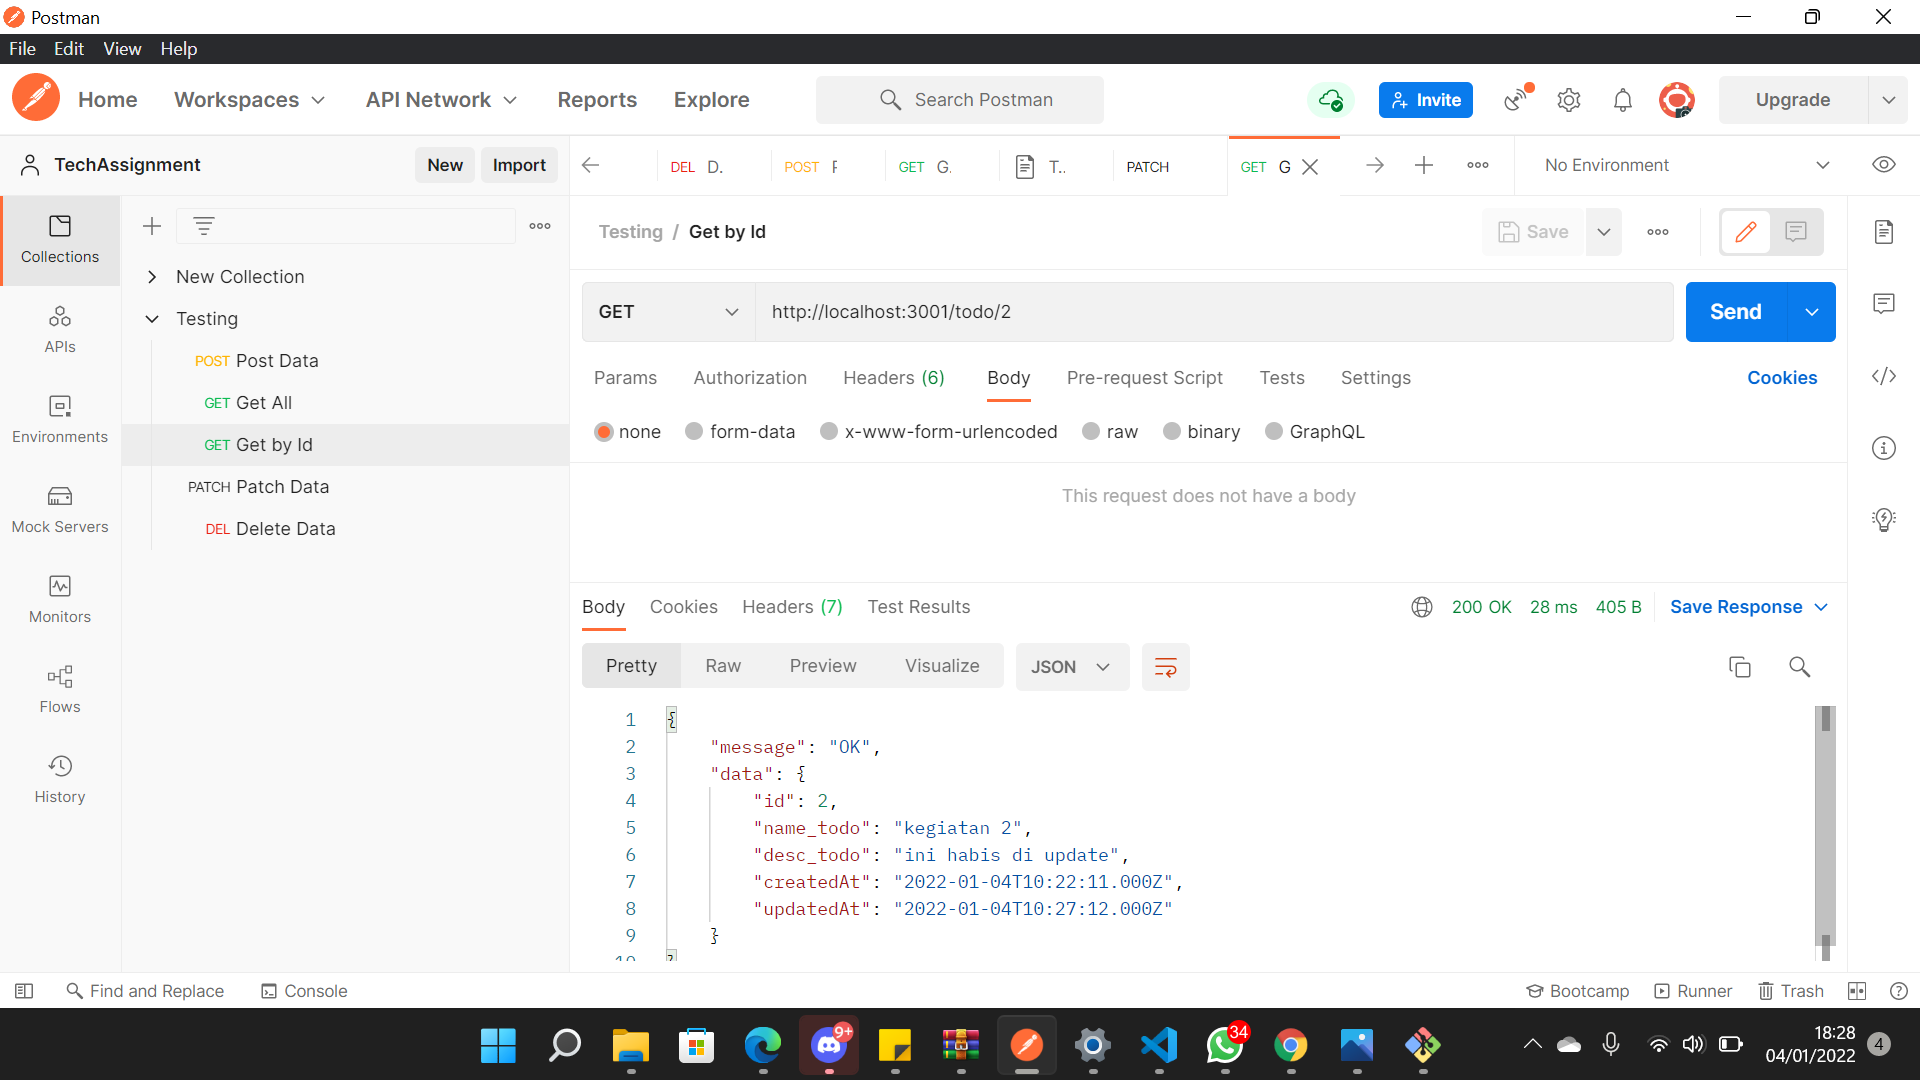 Postman
File Edit View Help
Home Workspaces API Network Reports Explore Search Postman Invite Upgrade
TechAssignment New Import DEL D. POST GET G. T.. PATCH GET G No Environment
Collections
APIs
Environments
Mock Servers
Monitors
Flows
History
New Collection
Testing
POST Post Data
GET Get All
GET Get by Id
PATCH Patch Data
DEL Delete Data
Testing / Get by Id Save
GET http://localhost:3001/todo/2 Send
Params Authorization Headers (6) Body Pre-request Script Tests Settings Cookies
none form-data x-www-form-urlencoded raw binary GraphQL
This request does not have a body
Body Cookies Headers (7) Test Results 200 OK 28 ms 405 B Save Response
Pretty Raw Preview Visualize JSON
1 {
2 "message": "OK",
3 "data": {
4 "id": 2,
5 "name_todo": "kegiatan 2",
6 "desc_todo": "ini habis di update",
7 "createdAt": "2022-01-04T10:22:11.000Z",
8 "updatedAt": "2022-01-04T10:27:12.000Z"
9 }
10 }
Find and Replace Console Bootcamp Runner Trash
9+ 34
18:28
04/01/2022 4